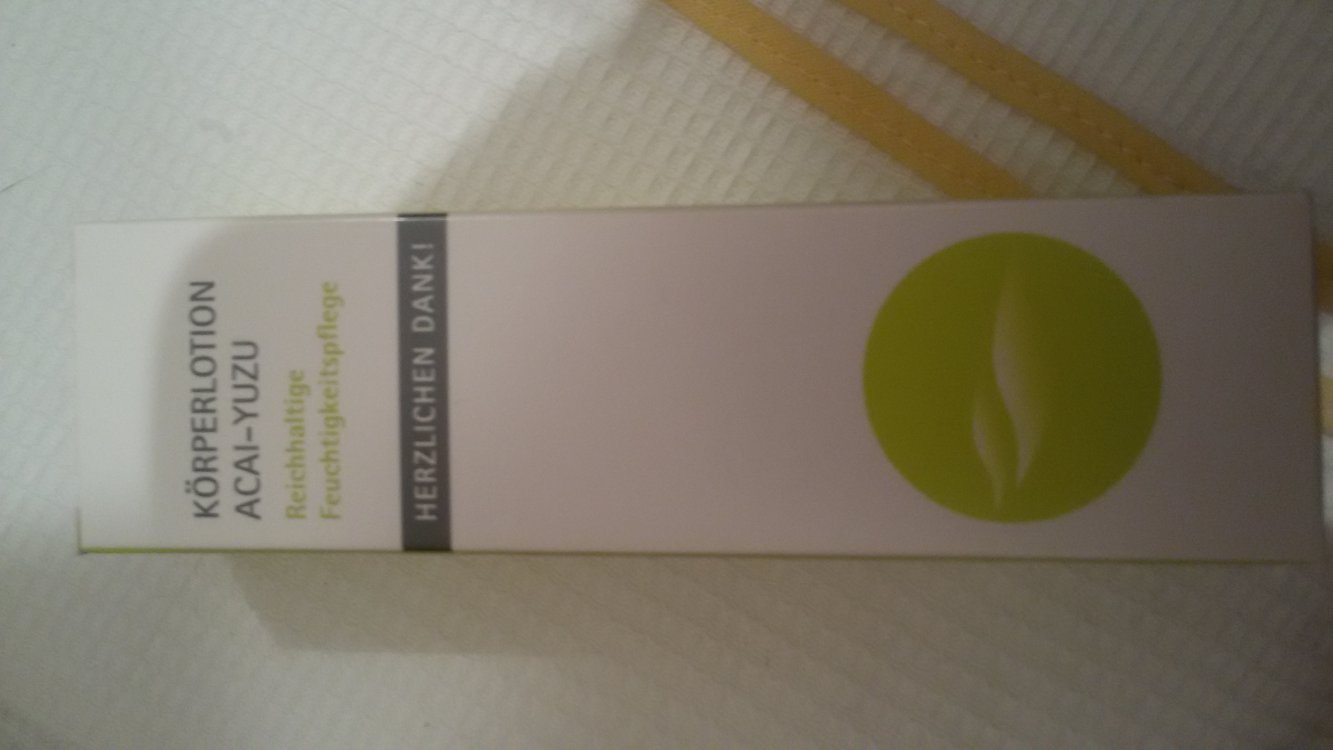 KÖRPERLOTION
ACAI-YUZU
Reichhaltige
Feuchtigkeitspflege
HERZLICHEN DANK!